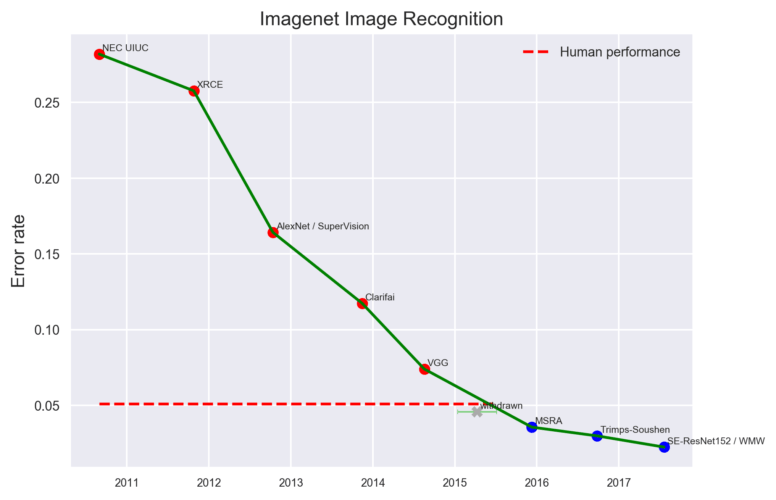 Imagenet Image Recognition
NEC UIUC
Human performance
XRCE
0.25
0.20
AlexNet / SuperVision
Error rate
0.15
Clarifai
0.10
VGG
0.05
withdrawn
MSRA
Trimps-Soushen
SE-ResNet152 / WMW
2011 2012 2013 2014 2015 2016 2017